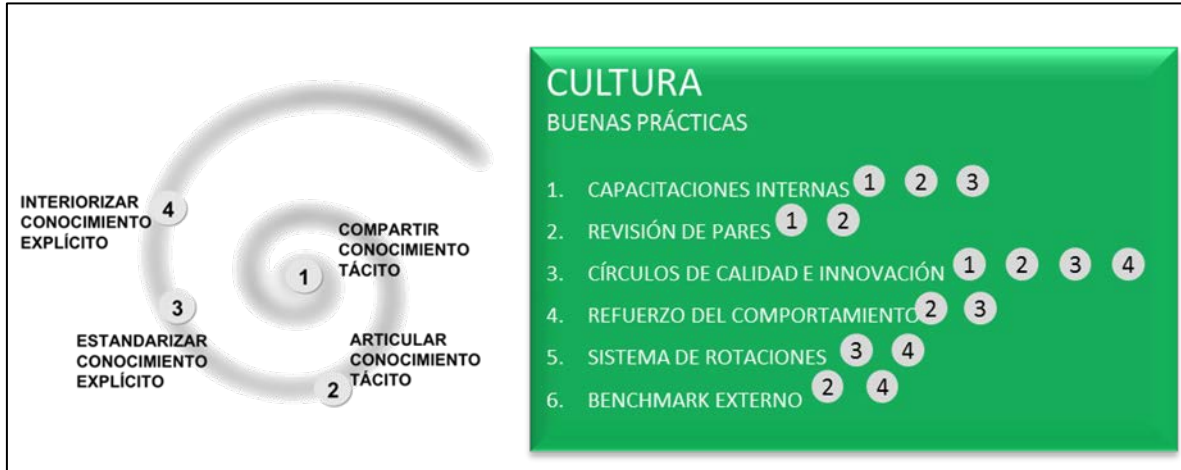 INTERIORIZAR
CONOCIMIENTO
EXPLÍCITO
4
COMPARTIR
CONOCIMIENTO
TÁCITO
1
3
ESTANDARIZAR
CONOCIMIENTO
EXPLÍCITO
ARTICULAR
CONOCIMIENTO
TÁCITO
2
CULTURA
BUENAS PRÁCTICAS
1. CAPACITACIONES INTERNAS 1 2 3
2. REVISIÓN DE PARES 1 2
3. CÍRCULOS DE CALIDAD E INNOVACIÓN 1 2 3 4
4. REFUERZO DEL COMPORTAMIENTO 2 3
5. SISTEMA DE ROTACIONES 3 4
6. BENCHMARK EXTERNO 2 4